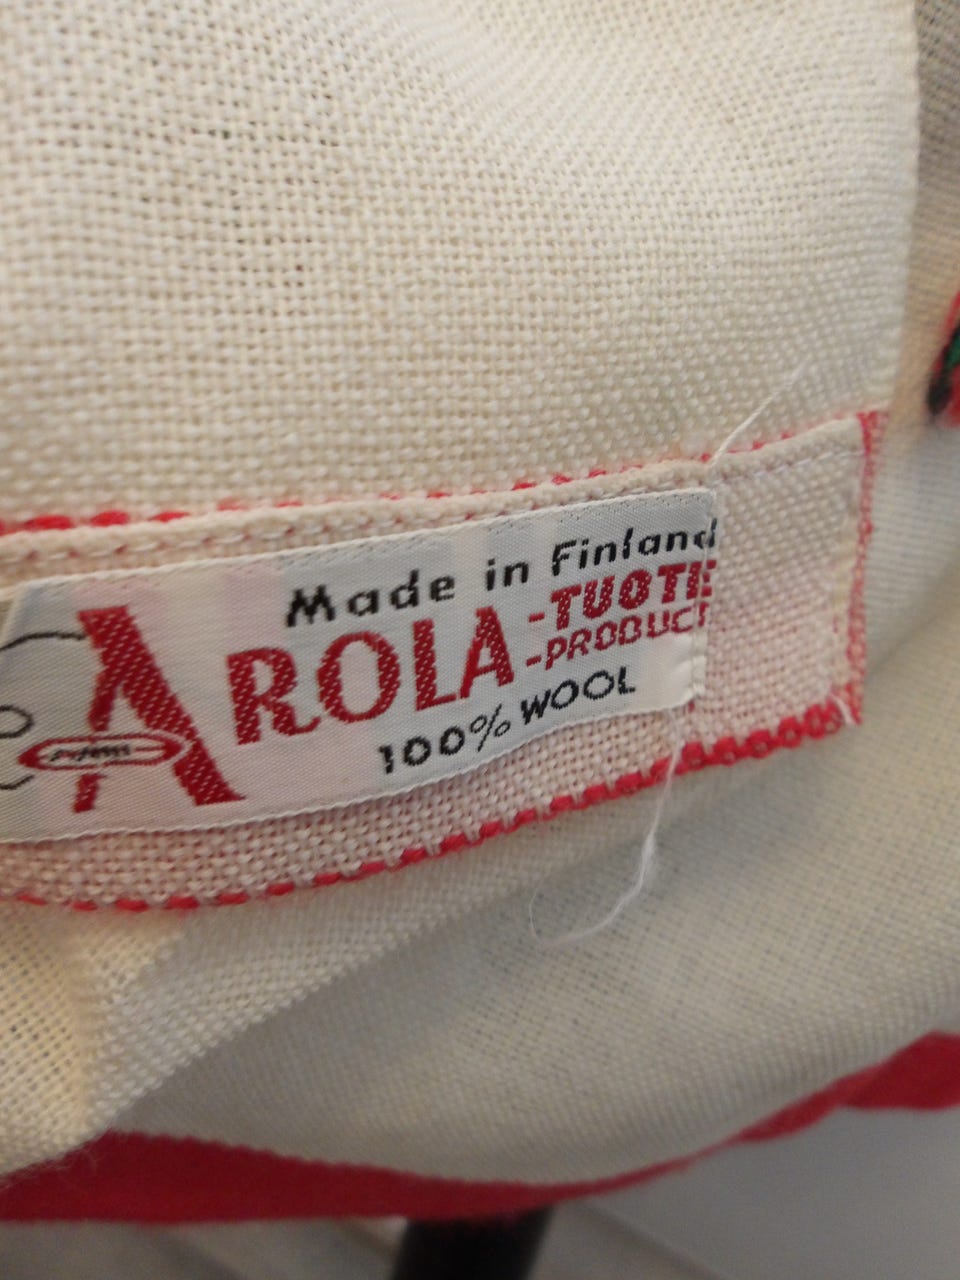 Made in Finland
AROLA
-TUOTE
-PRODUCT
100% WOOL